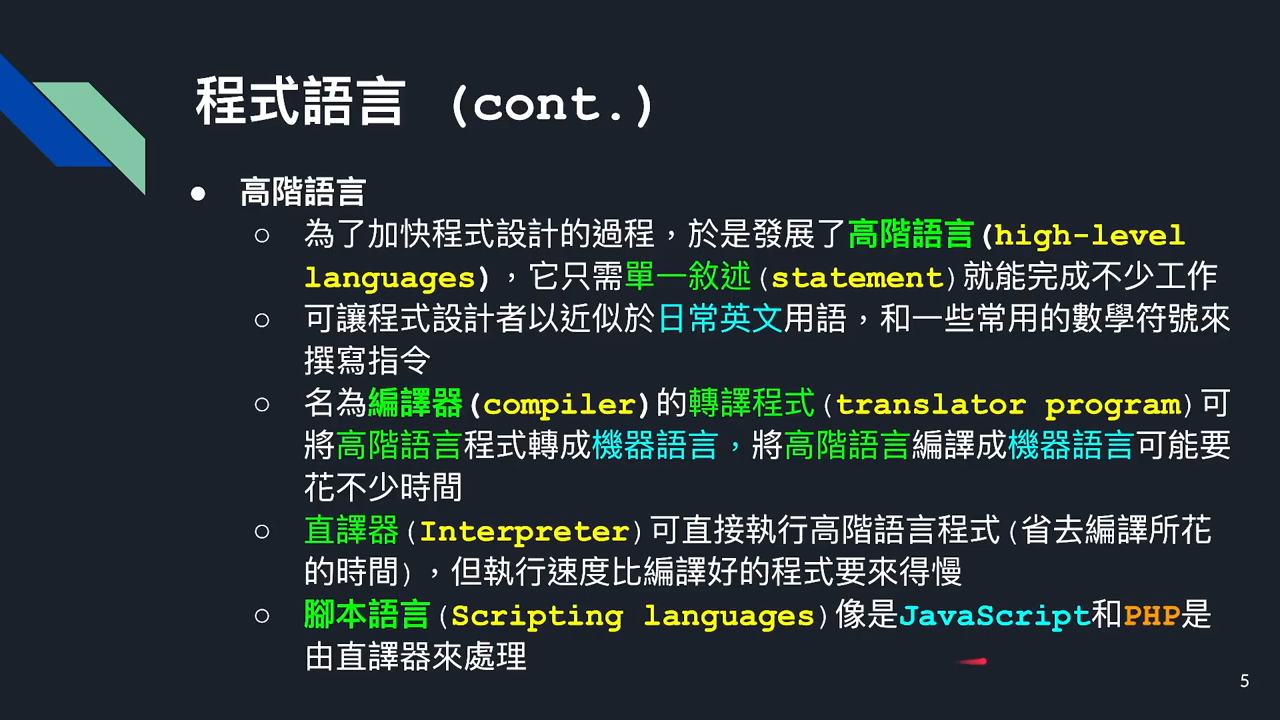 程式語言 (cont.)
● 高階語言
○ 為了加快程式設計的過程，於是發展了高階語言(high-level
languages)，它只需單一敘述(statement)就能完成不少工作
○ 可讓程式設計者以近似於日常英文用語，和一些常用的數學符號來
撰寫指令
○ 名為編譯器(compiler)的轉譯程式(translator program)可
將高階語言程式轉成機器語言，將高階語言編譯成機器語言可能要
花不少時間
○ 直譯器(Interpreter)可直接執行高階語言程式(省去編譯所花
的時間)，但執行速度比編譯好的程式要來得慢
○ 腳本語言(Scripting languages)像是JavaScript和PHP是
由直譯器來處理
5